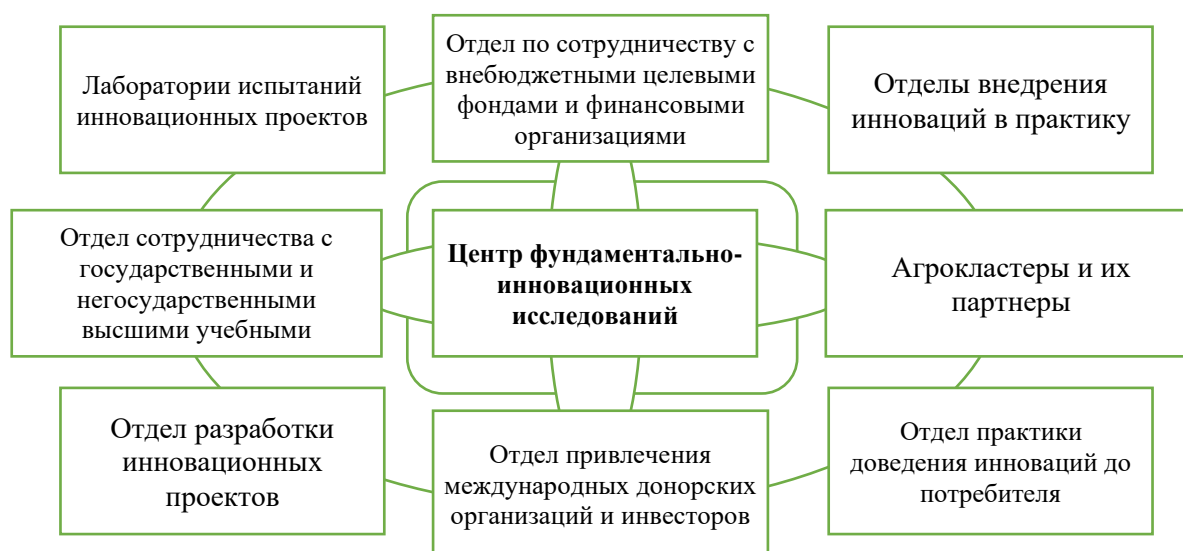 Лаборатории испытаний
инновационных проектов
Отдел по сотрудничеству с
внебюджетными целевыми
фондами и финансовыми
организациями
Отделы внедрения
инноваций в практику
Отдел сотрудничества с
государственными и
негосударственными
высшими учебными
Центр фундаментально-
инновационных
исследований
Агрокластеры и их
партнеры
Отдел разработки
инновационных
проектов
Отдел привлечения
международных донорских
организаций и инвесторов
Отдел практики
доведения инноваций до
потребителя